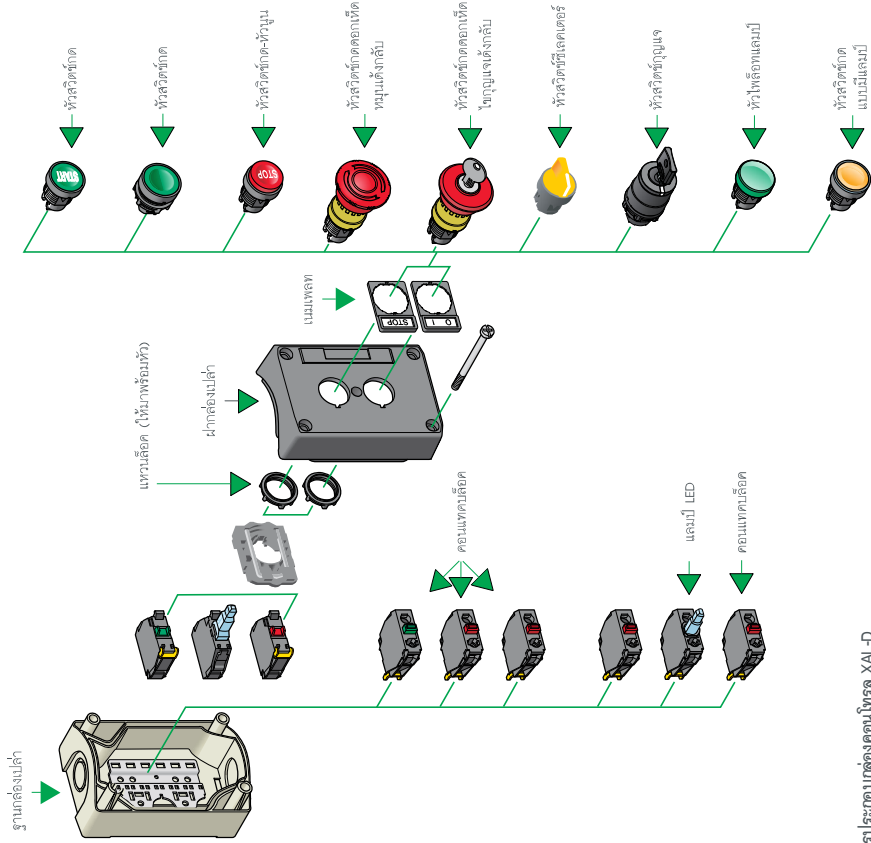 หัวสวิตช์กด
หัวสวิตช์กด
หัวสวิตช์กด-หัวนูน
หัวสวิตช์กดดอกเห็ด
หมุนเด้งกลับ
หัวสวิตช์กดดอกเห็ด
ไขกุญแจเด้งกลับ
หัวสวิตช์ซีเลคเตอร์
หัวสวิตช์กุญแจ
หัวไพล็อทแลมป์
หัวสวิตช์กด
แบบมีแลมป์
START
STOP
เนมเพลท
STOP
O I
แหวนล็อค (ให้มาพร้อมหัว)
ฝากล่องเปล่า
คอนแทคบล็อค
แลมป์ LED
คอนแทคบล็อค
ฐานกล่องเปล่า
รูประกอบกล่องคอนโทรล XAL-D